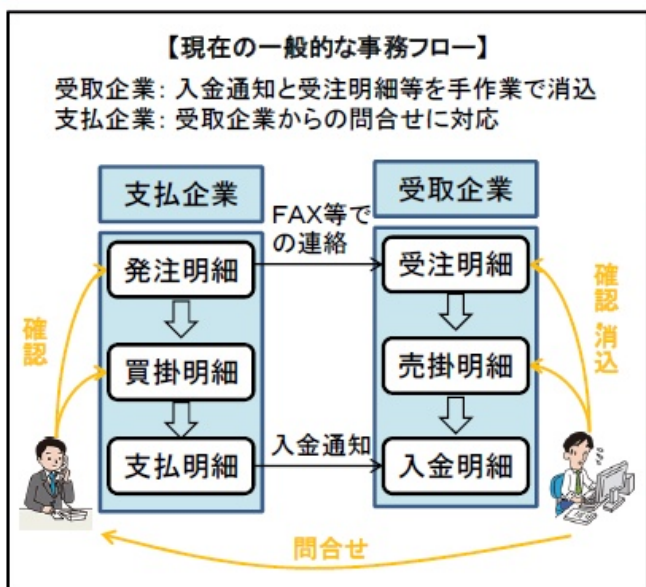 【現在の一般的な事務フロー】
受取企業: 入金通知と受注明細等を手作業で消込
支払企業: 受取企業からの問合せに対応
支払企業
受取企業
FAX等で
の連絡
発注明細
受注明細
確認
確認・消込
買掛明細
売掛明細
入金通知
支払明細
入金明細
問合せ